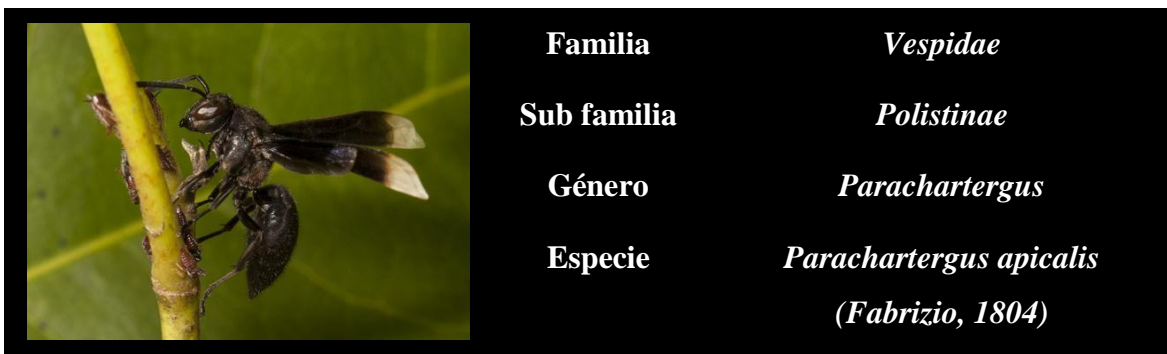 Familia Vespidae
Sub familia Polistinae
Género Parachartergus
Especie Parachartergus apicalis
(Fabrizio, 1804)